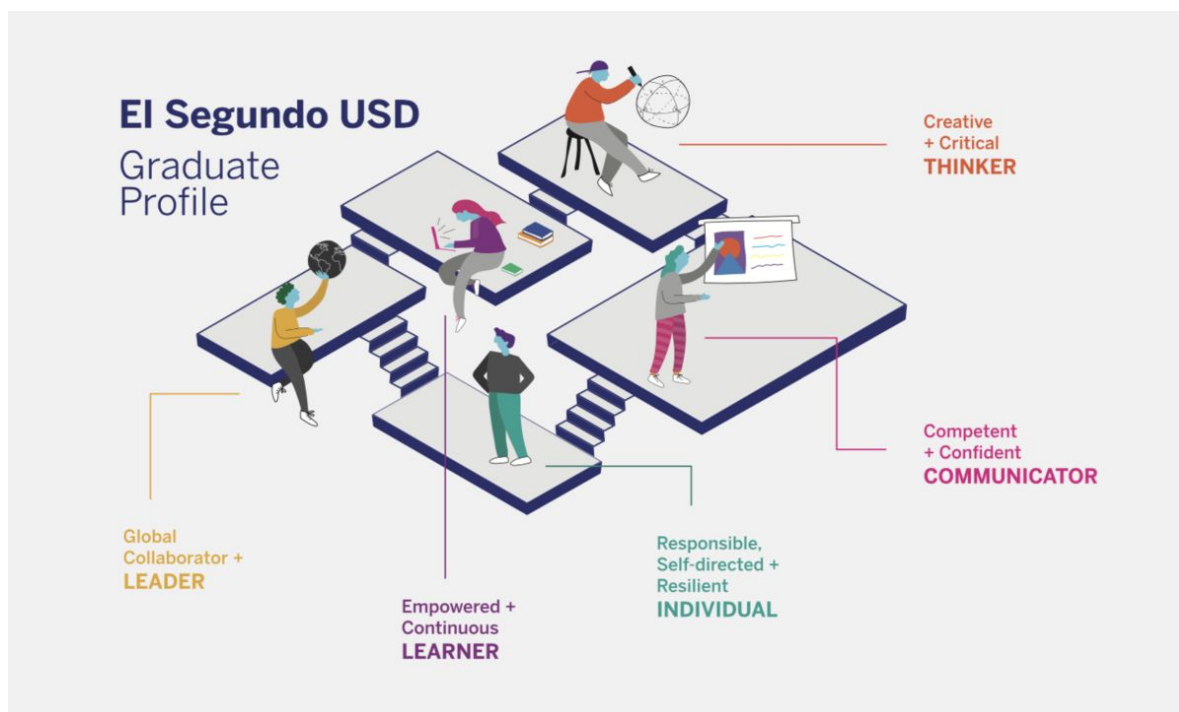 El Segundo USD
Graduate
Profile
Creative
+ Critical
THINKER
Competent
+ Confident
COMMUNICATOR
Global
Collaborator +
LEADER
Responsible,
Self-directed +
Resilient
INDIVIDUAL
Empowered +
Continuous
LEARNER